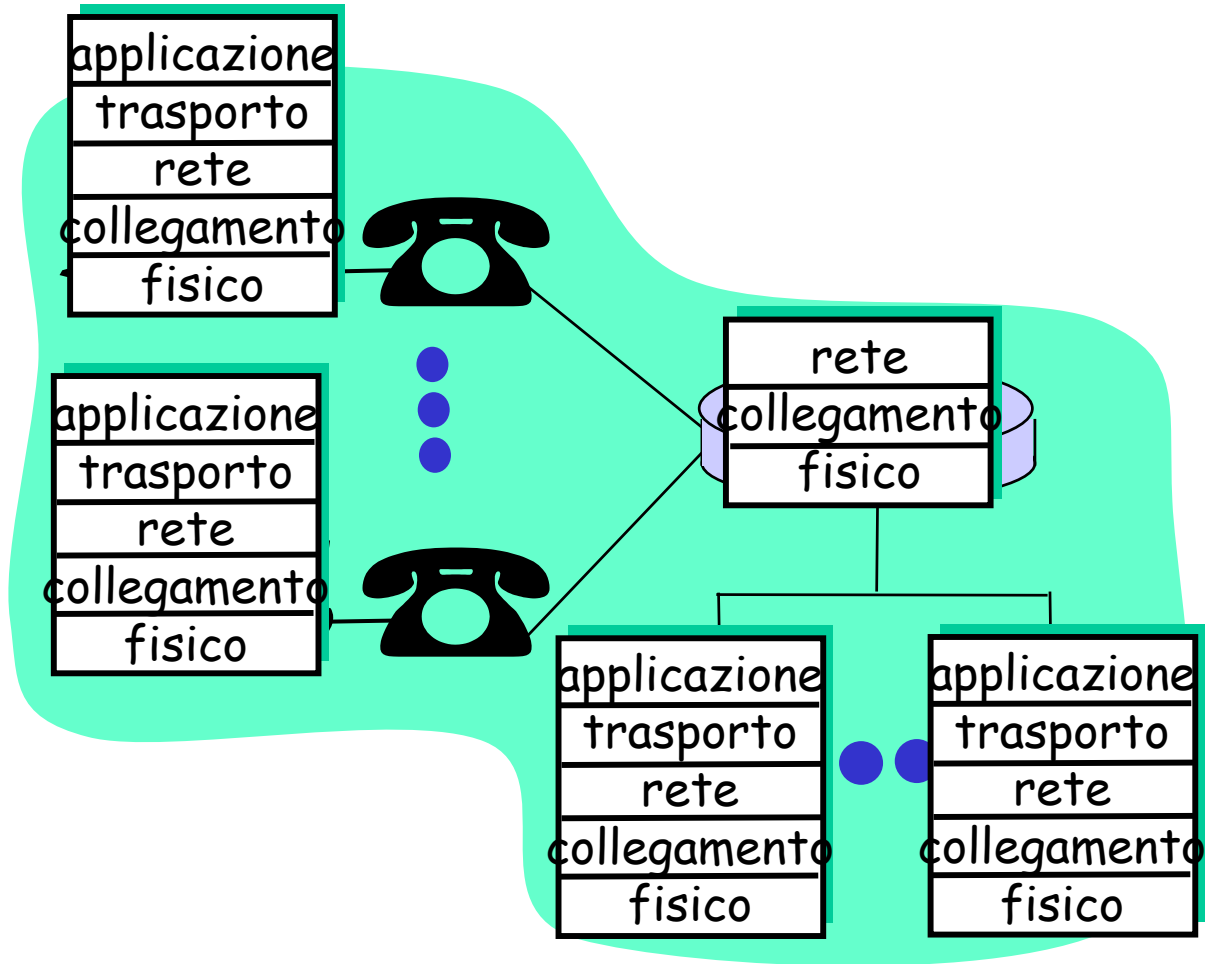 applicazione
trasporto
rete
collegamento
fisico
applicazione
trasporto
rete
collegamento
fisico
rete
collegamento
fisico
applicazione
trasporto
rete
collegamento
fisico
applicazione
trasporto
rete
collegamento
fisico